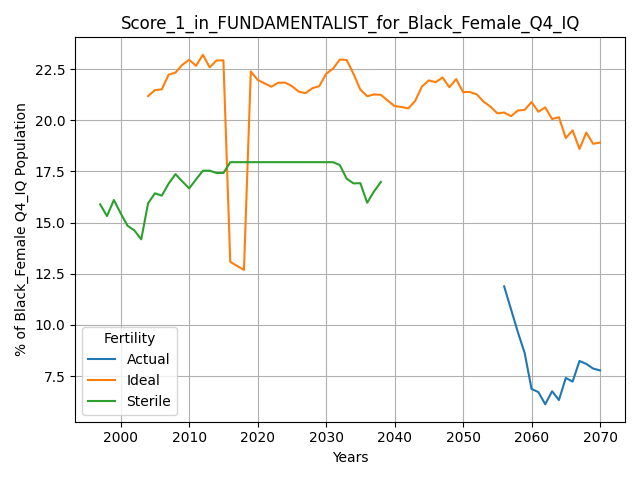 Score_1_in_FUNDAMENTALIST_for_Black_Female_Q4_IQ
% of Black_Female Q4_IQ Population
22.5
20.0
17.5
15.0
12.5
10.0
7.5
Fertility
Actual
Ideal
Sterile
2000 2010 2020 2030 2040 2050 2060 2070
Years